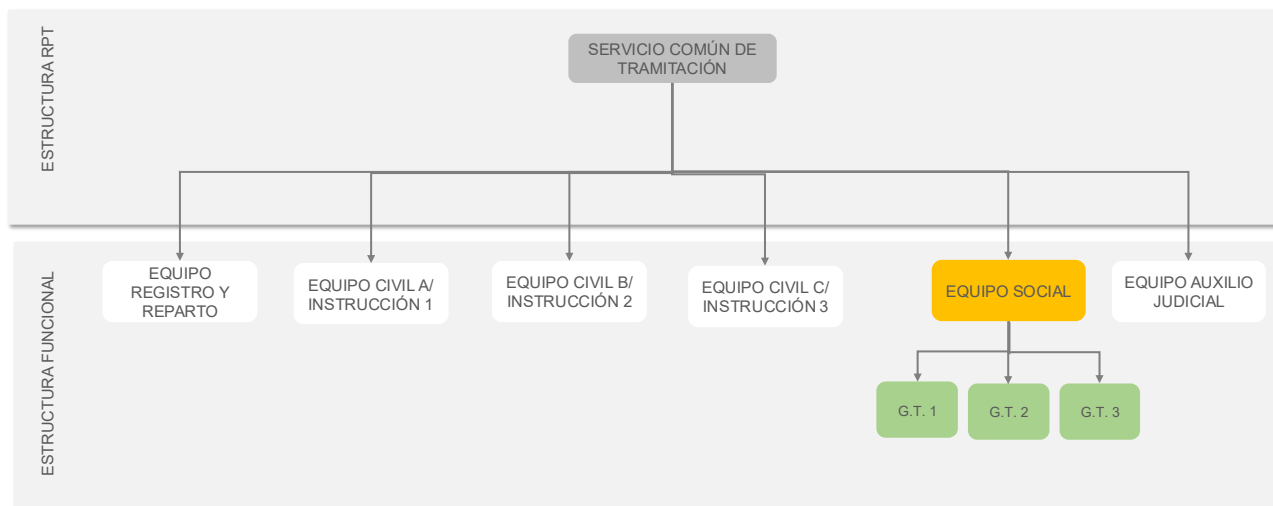 ESTRUCTURA RPT
SERVICIO COMÚN DE
TRAMITACIÓN
ESTRUCTURA FUNCIONAL
EQUIPO
REGISTRO Y
REPARTO
EQUIPO CIVIL A/
INSTRUCCIÓN 1
EQUIPO CIVIL B/
INSTRUCCIÓN 2
EQUIPO CIVIL C/
INSTRUCCIÓN 3
EQUIPO SOCIAL
EQUIPO AUXILIO
JUDICIAL
G.T. 1
G.T. 2
G.T. 3